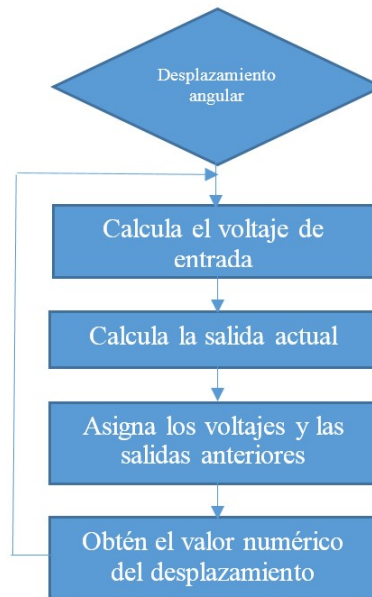 Desplazamiento
angular
Calcula el voltaje de
entrada
Calcula la salida actual
Asigna los voltajes y las
salidas anteriores
Obtén el valor numérico
del desplazamiento